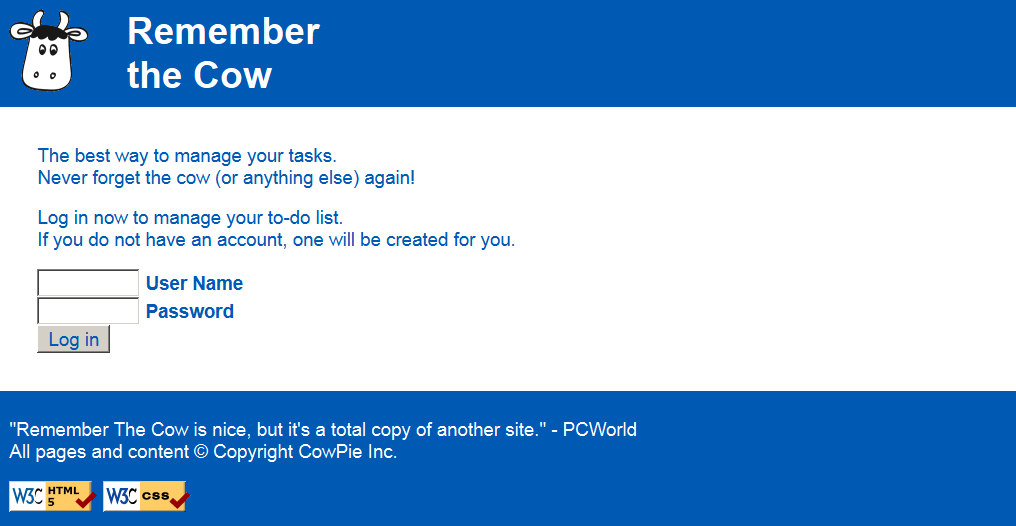 Remember
the Cow
The best way to manage your tasks.
Never forget the cow (or anything else) again!
Log in now to manage your to-do list.
If you do not have an account, one will be created for you.
User Name
Password
Log in
"Remember The Cow is nice, but it's a total copy of another site." - PCWorld
All pages and content © Copyright CowPie Inc.
W3C HTML 5 W3C css